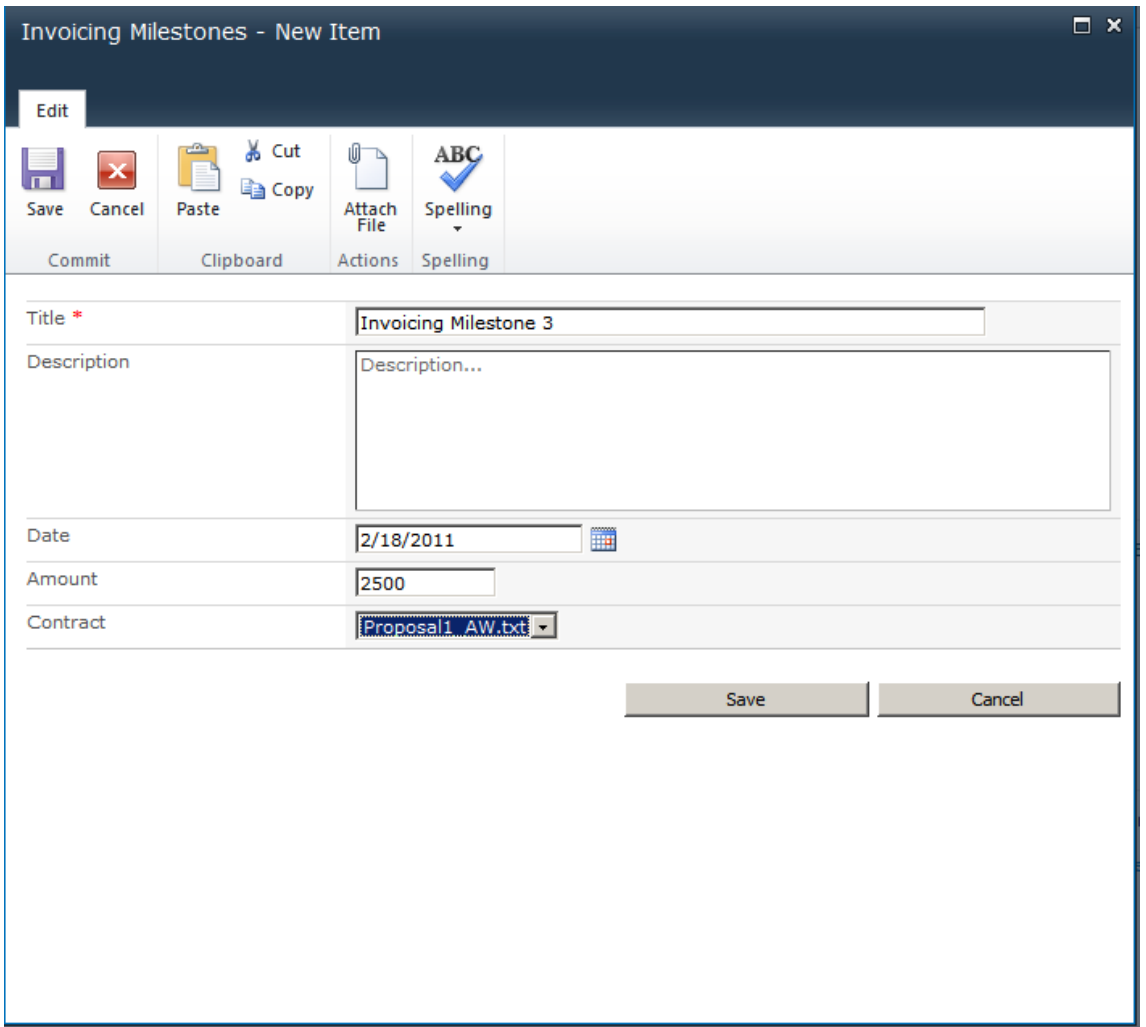 Invoicing Milestones - New Item
Edit
Save
Cancel
Paste
Cut
Copy
Attach File
ABC
Spelling
Commit
Clipboard
Actions
Spelling
Title *
Invoicing Milestone 3
Description
Description...
Date
2/18/2011
Amount
2500
Contract
Proposal1_AW.txt
Save
Cancel